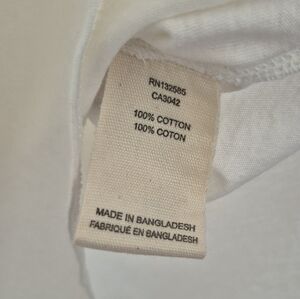 RN132585
CA3042
100% COTTON
100% COTON
MADE IN BANGLADESH
FABRIQUÉ EN BANGLADESH